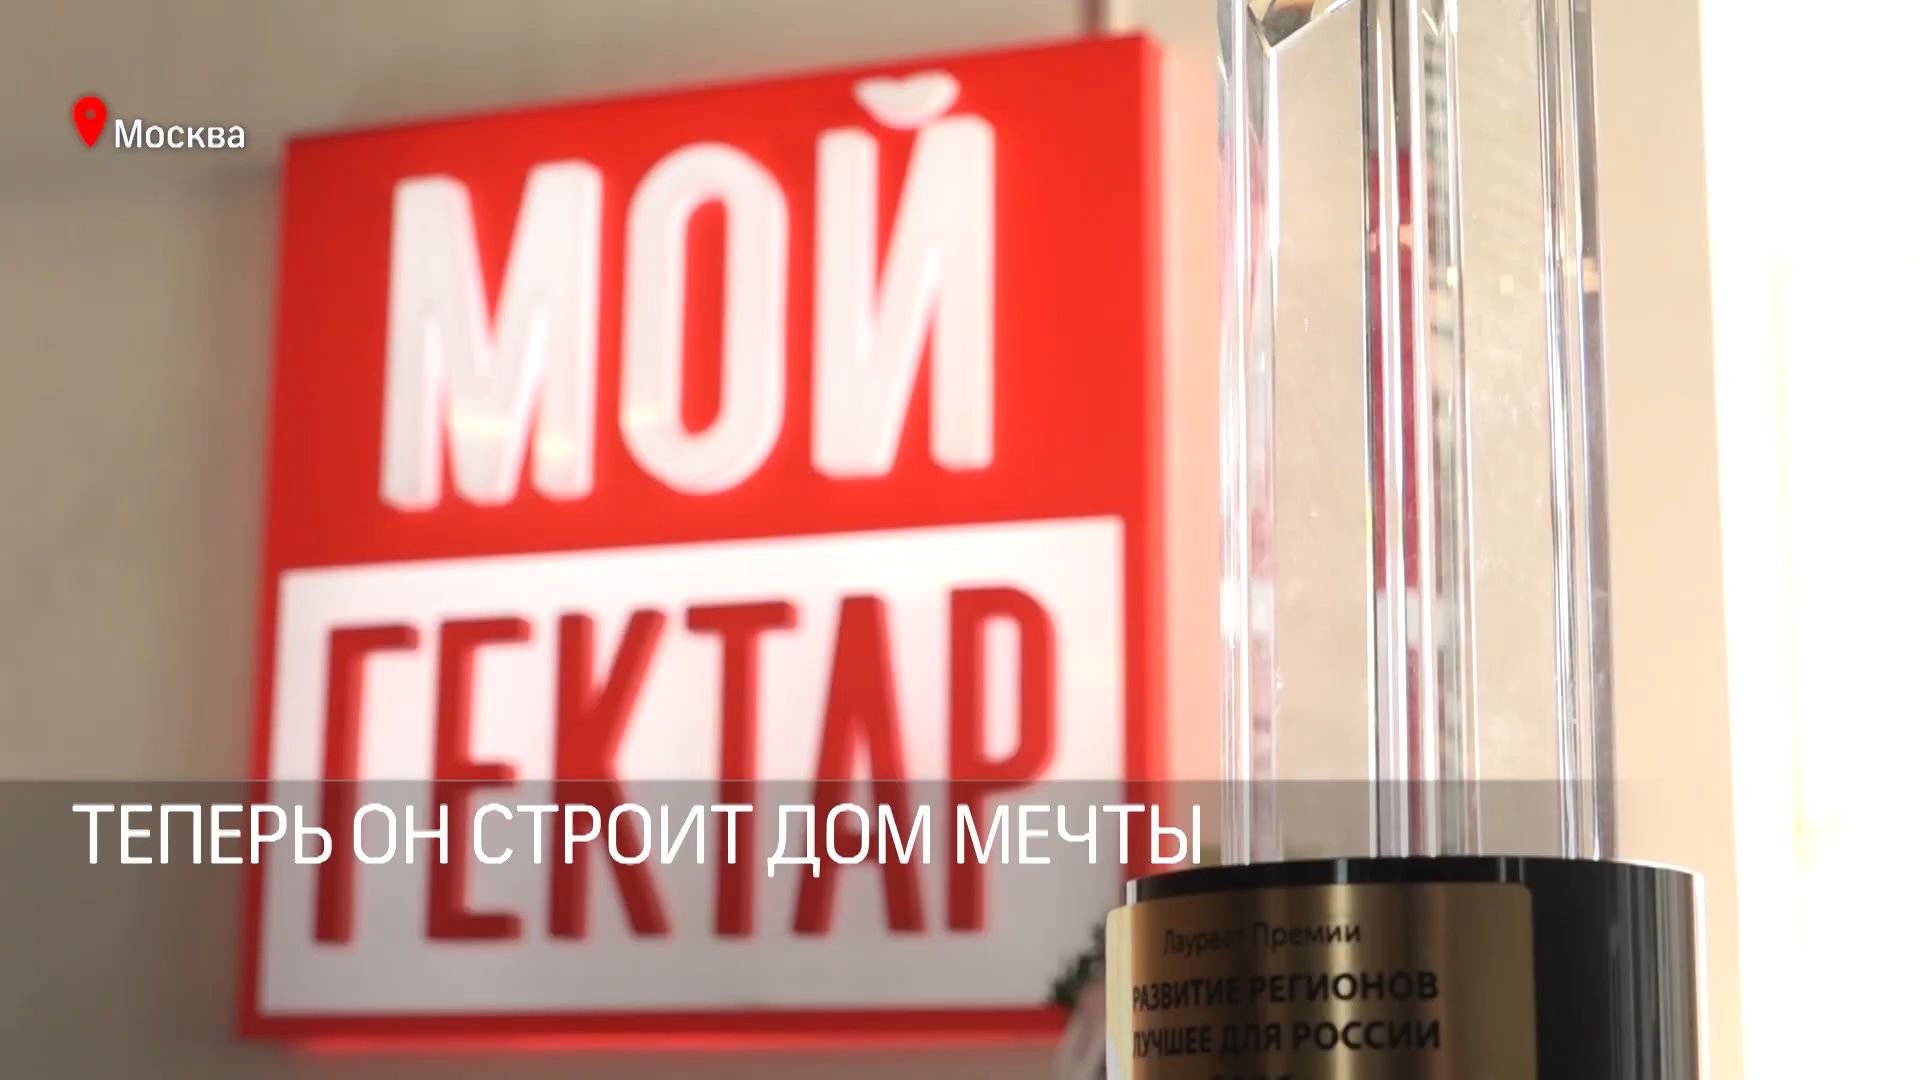 Москва
МОЙ
ГЕКТАР
ТЕПЕРЬ ОН СТРОИТ ДОМ МЕЧТЫ
Лауреат Премии
РАЗВИТИЕ РЕГИОНОВ
ЛУЧШЕЕ ДЛЯ РОССИИ